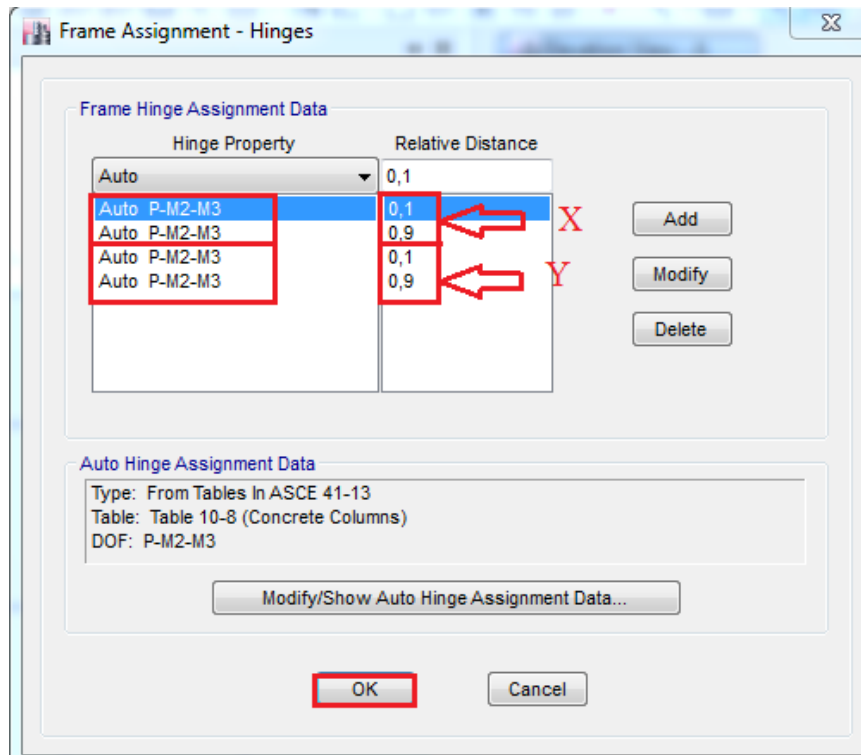 Frame Assignment - Hinges
Frame Hinge Assignment Data
Hinge Property Relative Distance
Auto 0,1
Auto P-M2-M3 0,1
Auto P-M2-M3 0,9
Auto P-M2-M3 0,1
Auto P-M2-M3 0,9
X
Y
Add
Modify
Delete
Auto Hinge Assignment Data
Type: From Tables In ASCE 41-13
Table: Table 10-8 (Concrete Columns)
DOF: P-M2-M3
Modify/Show Auto Hinge Assignment Data...
OK Cancel